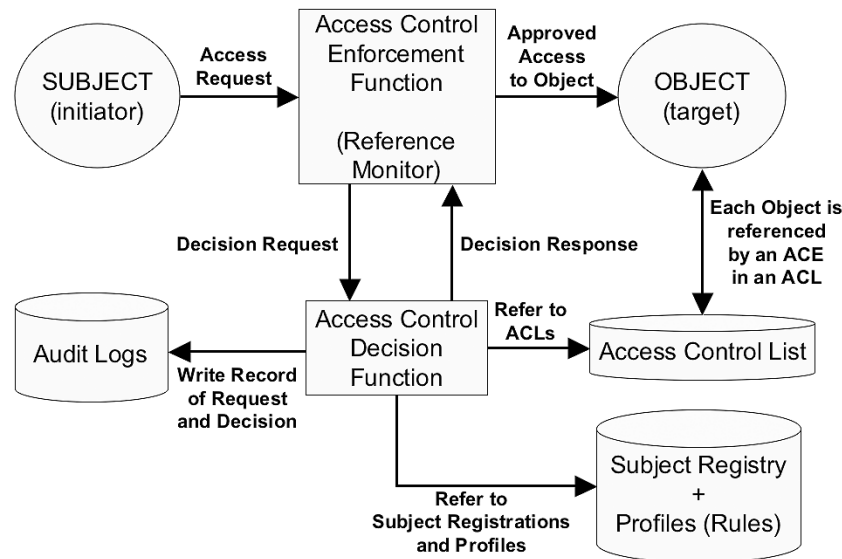 SUBJECT
(initiator)
Access
Request
Access Control
Enforcement
Function
(Reference
Monitor)
Approved
Access
to Object
OBJECT
(target)
Decision Request
Decision Response
Each Object is
referenced
by an ACE
in an ACL
Audit Logs
Write Record
of Request
and Decision
Access Control
Decision
Function
Refer to
ACLs
Access Control List
Refer to
Subject Registrations
and Profiles
Subject Registry
+
Profiles (Rules)